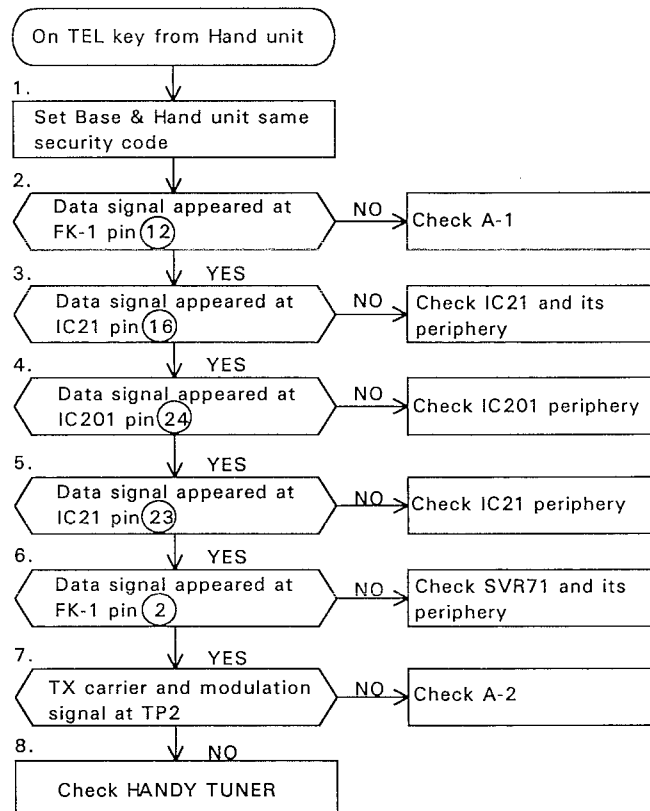 On TEL key from Hand unit
1.
Set Base & Hand unit same
security code
2.
Data signal appeared at
FK-1 pin 12
NO
Check A-1
YES
3.
Data signal appeared at
IC21 pin 16
NO
Check IC21 and its
periphery
YES
4.
Data signal appeared at
IC201 pin 24
NO
Check IC201 periphery
YES
5.
Data signal appeared at
IC21 pin 23
NO
Check IC21 periphery
YES
6.
Data signal appeared at
FK-1 pin 2
NO
Check SVR71 and its
periphery
YES
7.
TX carrier and modulation
signal at TP2
NO
Check A-2
NO
8.
Check HANDY TUNER